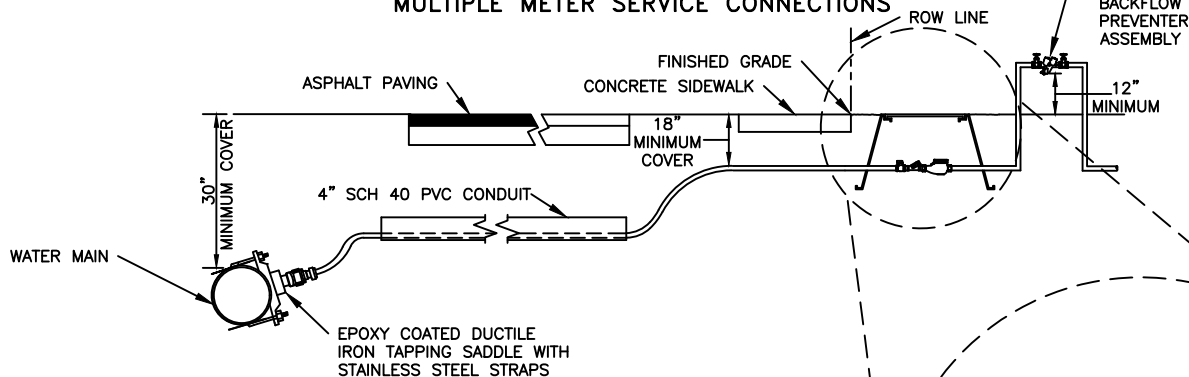 MULTIPLE METER SERVICE CONNECTIONS
ROW LINE
BACKFLOW
PREVENTER
ASSEMBLY
FINISHED GRADE
ASPHALT PAVING
CONCRETE SIDEWALK
12"
MINIMUM
18"
MINIMUM
COVER
30"
MINIMUM COVER
4" SCH 40 PVC CONDUIT
WATER MAIN
EPOXY COATED DUCTILE
IRON TAPPING SADDLE WITH
STAINLESS STEEL STRAPS